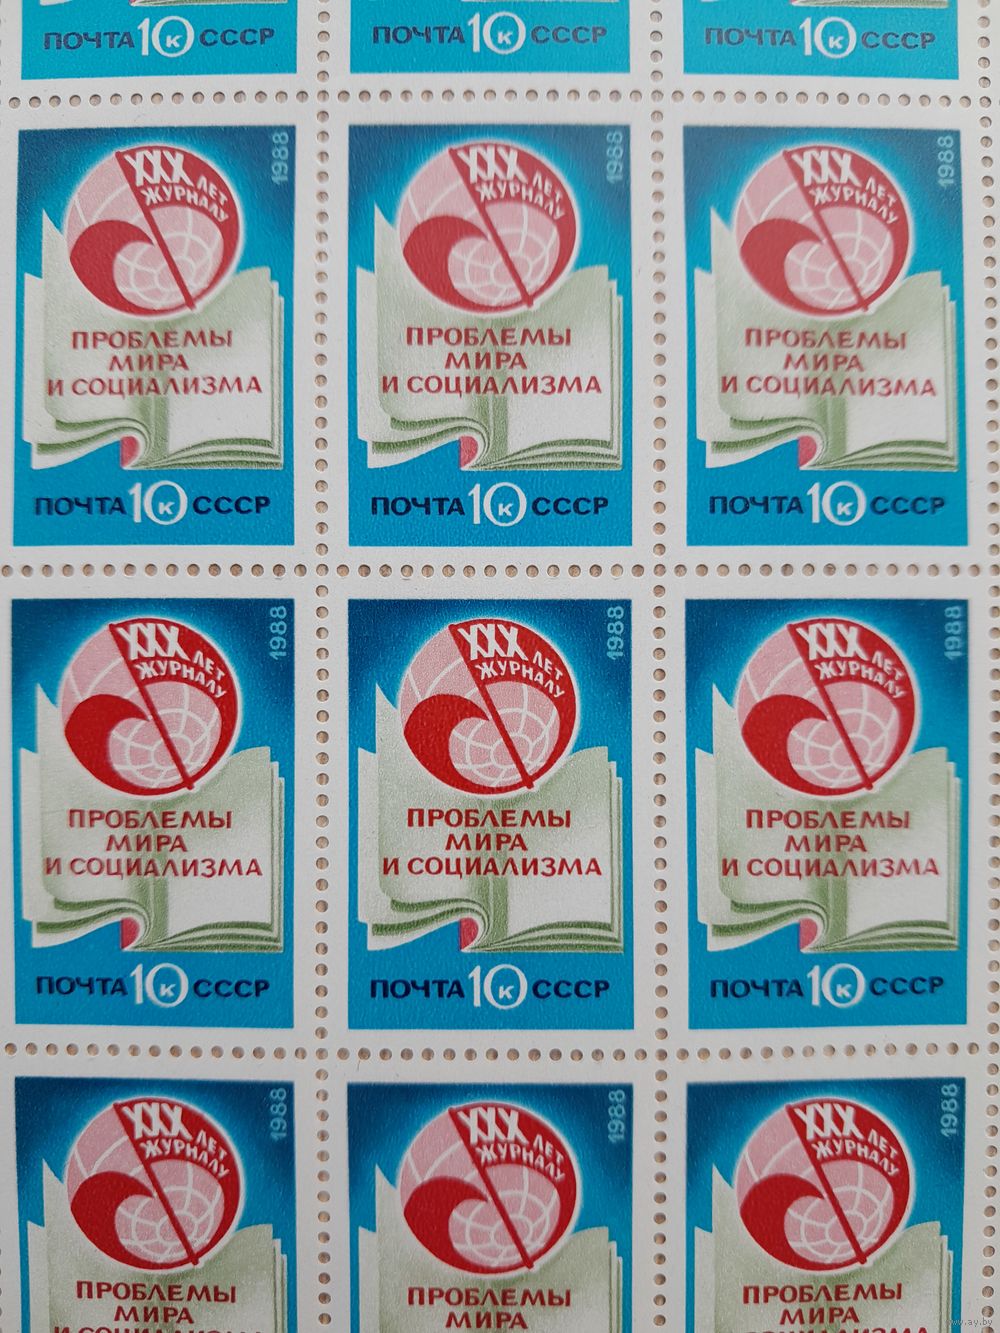 ПОЧТА 10 к СССР ПОЧТА 10 к СССР ПОЧТА 10 к СССР
1988 1988 1988
XXX ЛЕТ XXX ЛЕТ XXX ЛЕТ
ЖУРНАЛУ ЖУРНАЛУ ЖУРНАЛУ
ПРОБЛЕМЫ ПРОБЛЕМЫ ПРОБЛЕМЫ
МИРА МИРА МИРА
И СОЦИАЛИЗМА И СОЦИАЛИЗМА И СОЦИАЛИЗМА
ПОЧТА 10 к СССР ПОЧТА 10 к СССР ПОЧТА 10 к СССР
1988 1988 1988
XXX ЛЕТ XXX ЛЕТ XXX ЛЕТ
ЖУРНАЛУ ЖУРНАЛУ ЖУРНАЛУ
ПРОБЛЕМЫ ПРОБЛЕМЫ ПРОБЛЕМЫ
МИРА МИРА МИРА
И СОЦИАЛИЗМА И СОЦИАЛИЗМА И СОЦИАЛИЗМА
ПОЧТА 10 к СССР ПОЧТА 10 к СССР ПОЧТА 10 к СССР
1988 1988 1988
XXX ЛЕТ XXX ЛЕТ XXX ЛЕТ
ЖУРНАЛУ ЖУРНАЛУ ЖУРНАЛУ
ПРОБЛЕМЫ ПРОБЛЕМЫ ПРОБЛЕМЫ
МИРА МИРА МИРА
И СОЦИАЛИЗМА
www.ay.by